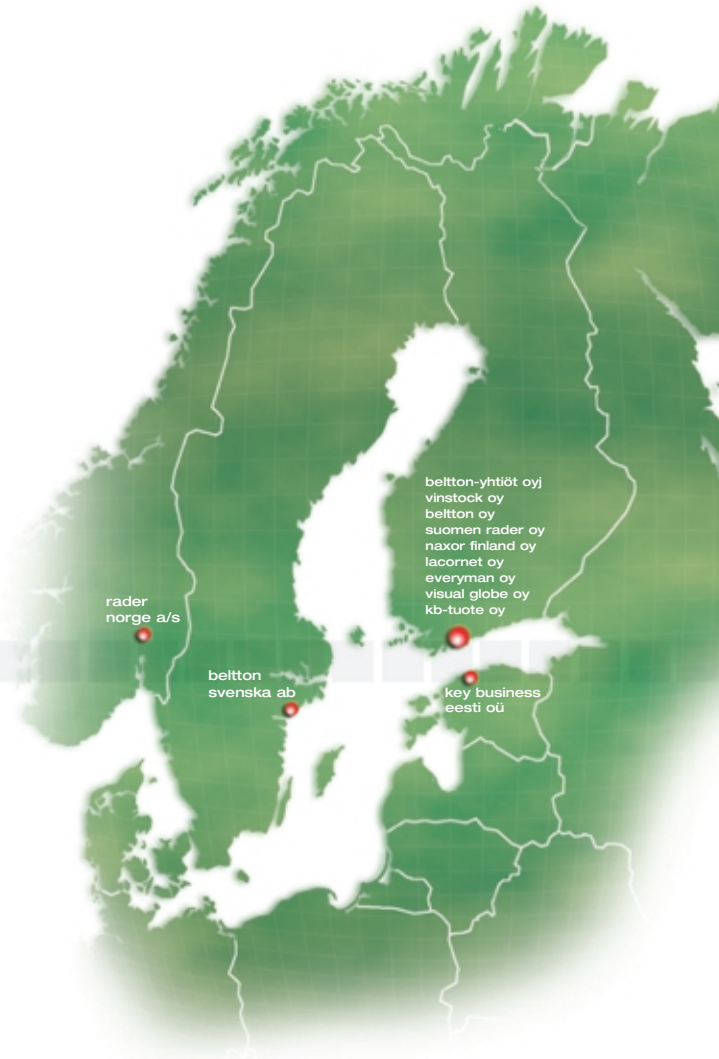 beltton-yhtiöt oyj
vinstock oy
beltton oy
suomen rader oy
naxor finland oy
lacornet oy
everyman oy
visual globe oy
kb-tuote oy
rader
norge a/s
beltton
svenska ab
key business
eesti oü